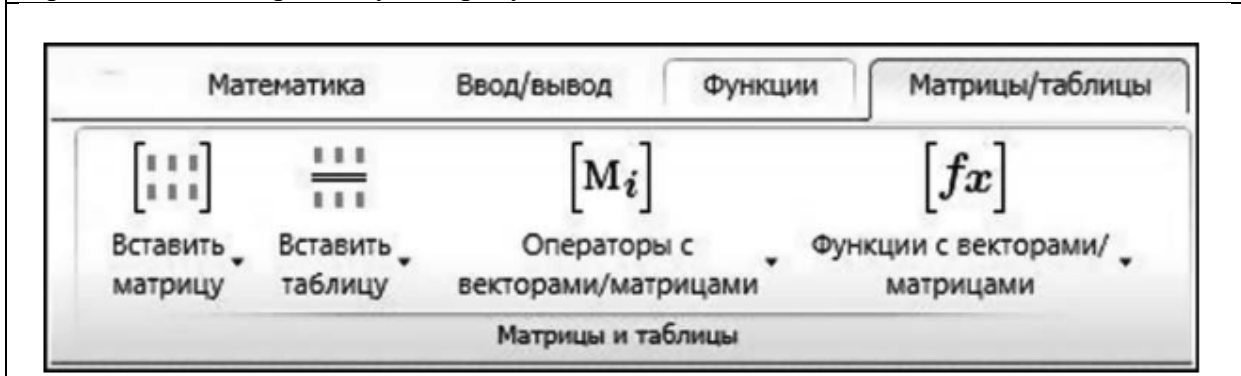 Математика Ввод/вывод Функции Матрицы/таблицы
[Mi] [fx]
Вставить Вставить Операторы с Функции с векторами/
матрицу таблицу векторами/матрицами матрицами
Матрицы и таблицы